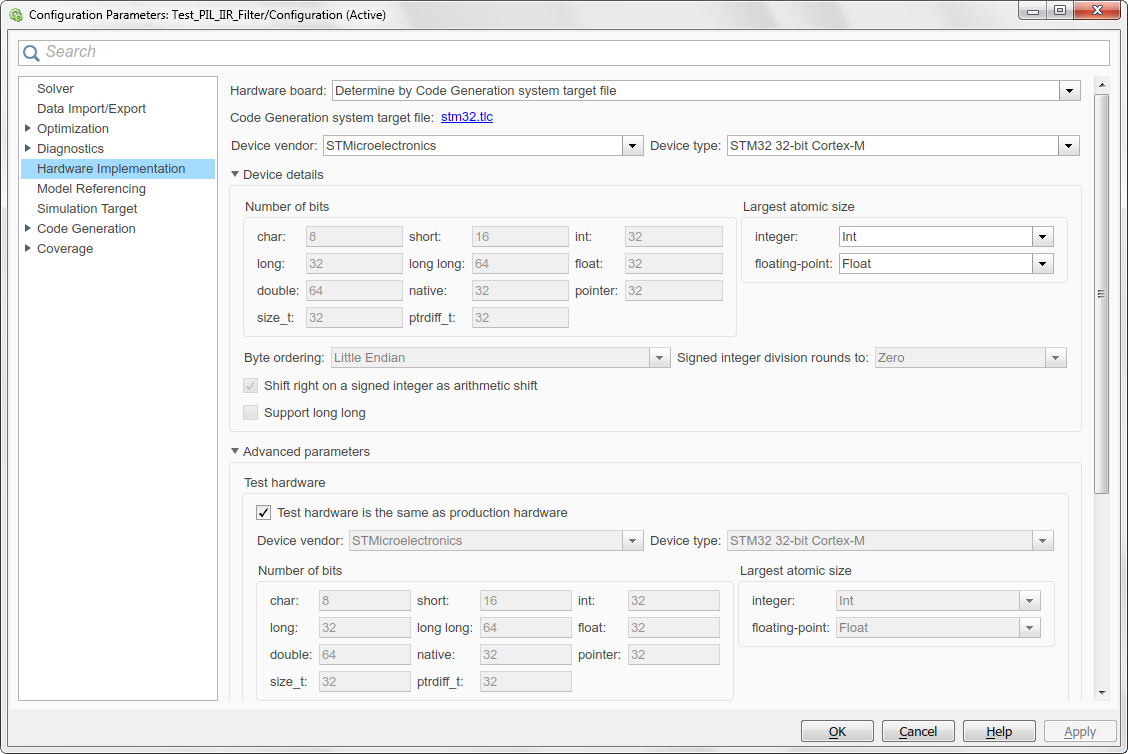 Configuration Parameters: Test_PIL_IIR_Filter/Configuration (Active)
Search
Solver
Data Import/Export
Optimization
Diagnostics
Hardware Implementation
Model Referencing
Simulation Target
Code Generation
Coverage
Hardware board: Determine by Code Generation system target file
Code Generation system target file: stm32.tlc
Device vendor: STMicroelectronics Device type: STM32 32-bit Cortex-M
Device details
Number of bits Largest atomic size
char: 8 short: 16 int: 32 integer: Int
long: 32 long long: 64 float: 32 floating-point: Float
double: 64 native: 32 pointer: 32
size_t: 32 ptrdiff_t: 32
Byte ordering: Little Endian Signed integer division rounds to: Zero
Shift right on a signed integer as arithmetic shift
Support long long
Advanced parameters
Test hardware
Test hardware is the same as production hardware
Device vendor: STMicroelectronics Device type: STM32 32-bit Cortex-M
Number of bits Largest atomic size
char: 8 short: 16 int: 32 integer: Int
long: 32 long long: 64 float: 32 floating-point: Float
double: 64 native: 32 pointer: 32
size_t: 32 ptrdiff_t: 32
OK Cancel Help Apply